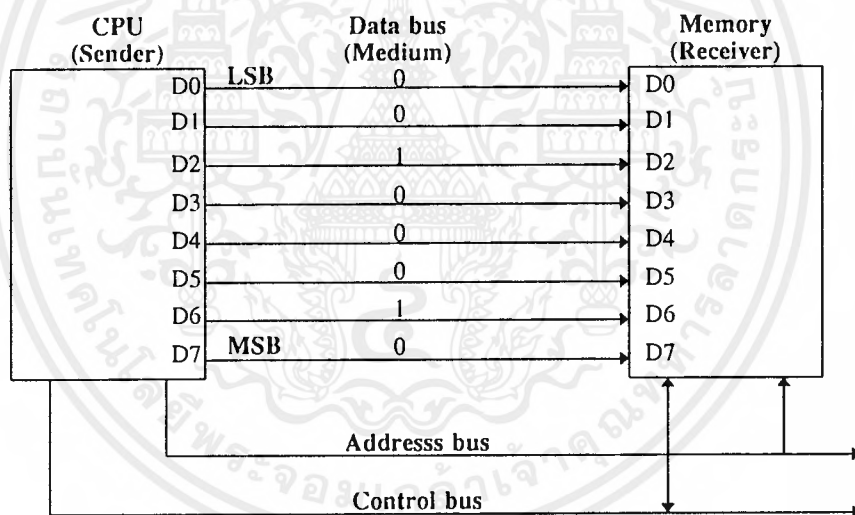 CPU
(Sender)
Data bus
(Medium)
Memory
(Receiver)
D0 LSB 0 D0
D1 0 D1
D2 1 D2
D3 0 D3
D4 0 D4
D5 0 D5
D6 1 D6
D7 MSB 0 D7
Addresss bus
Control bus